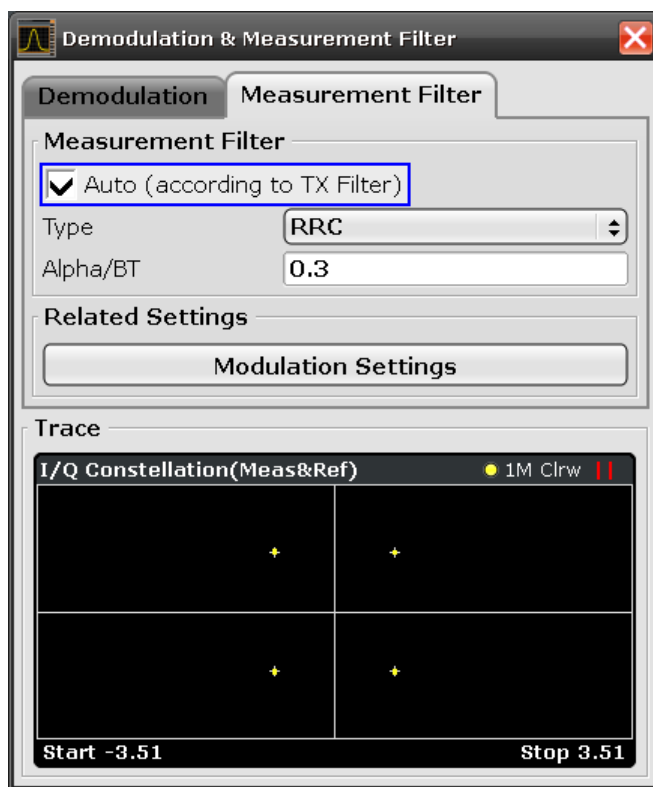 Demodulation & Measurement Filter
Demodulation Measurement Filter
Measurement Filter
Auto (according to TX Filter)
Type RRC
Alpha/BT 0.3
Related Settings
Modulation Settings
Trace
I/Q Constellation(Meas&Ref) 1M Clrw
Start -3.51 Stop 3.51